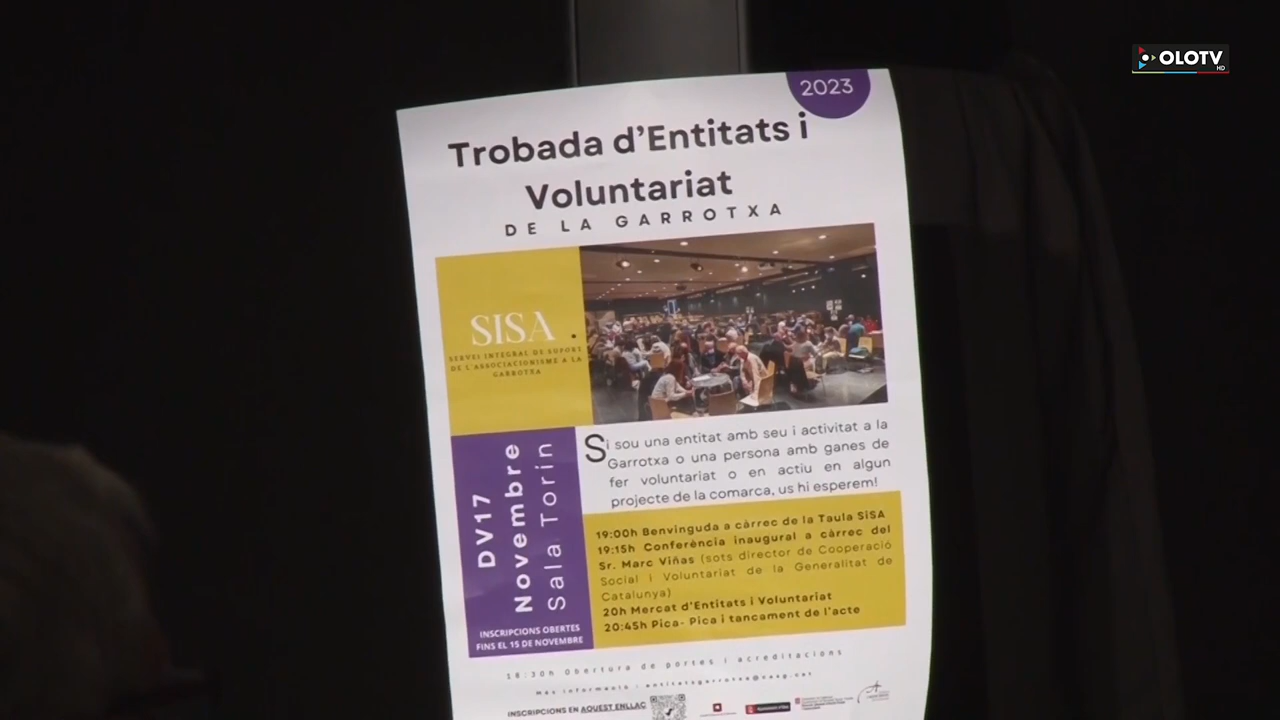 OLOTV
HD
2023
Trobada d'Entitats i
Voluntariat
DE LA GARROTXA
SISA.
SERVEI INTEGRAL DE SUPORT
DE L'ASSOCIACIONISME A LA
GARROTXA
DV17
Novembre
Sala Torin
INSCRIPCIONS OBERTES
FINS EL 15 DE NOVEMBRE
Si sou una entitat amb seu i activitat a la
Garrotxa o una persona amb ganes de
fer voluntariat o en actiu en algun
projecte de la comarca, us hi esperem!
19:00h Benvinguda a càrrec de la Taula SiSA
19:15h Conferència inaugural a càrrec del
Sr. Marc Viñas (sots director de Cooperació
Social i Voluntariat de la Generalitat de
Catalunya)
20h Mercat d'Entitats i Voluntariat
20:45h Pica- Pica i tancament de l'acte
18:30h Obertura de portes i acreditacions
Més informació : entitatsgarrotxa@casg.cat
INSCRIPCIONS EN AQUEST ENLLAÇ